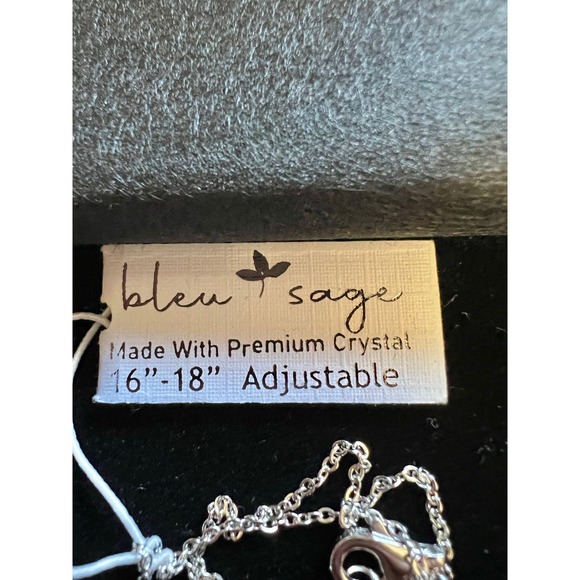 bleu sage
Made With Premium Crystal
16”-18” Adjustable